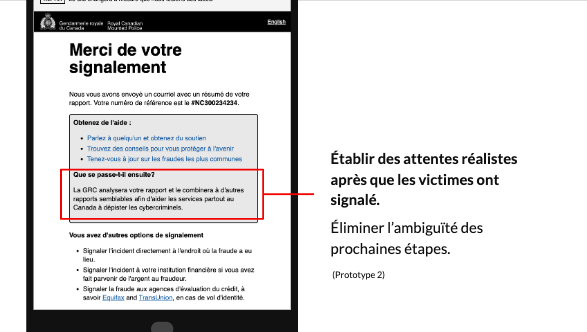 Gendarmerie royale Royal Canadian
du Canada Mounted Police
English
Merci de votre
signalement
Nous vous avons envoyé un courriel avec un résumé de votre
rapport. Votre numéro de référence est le #NC300234234.
Obtenez de l'aide :
• Parlez à quelqu'un et obtenez du soutien
• Trouvez des conseils pour vous protéger à l'avenir
• Tenez-vous à jour sur les fraudes les plus communes
Que se passe-t-il ensuite?
La GRC analysera votre rapport et le combinera à d'autres
rapports semblables afin d'aider les services partout au
Canada à dépister les cybercriminels.
Vous avez d'autres options de signalement
• Signaler l'incident directement à l'endroit où la fraude a eu
lieu.
• Signaler l'incident à votre institution financière si vous avez
fait parvenir de l'argent au fraudeur.
• Signaler la fraude aux agences d'évaluation du crédit, à
savoir Equifax et TransUnion, en cas de vol d'identité.
Établir des attentes réalistes
après que les victimes ont
signalé.
Éliminer l'ambiguïté des
prochaines étapes.
(Prototype 2)